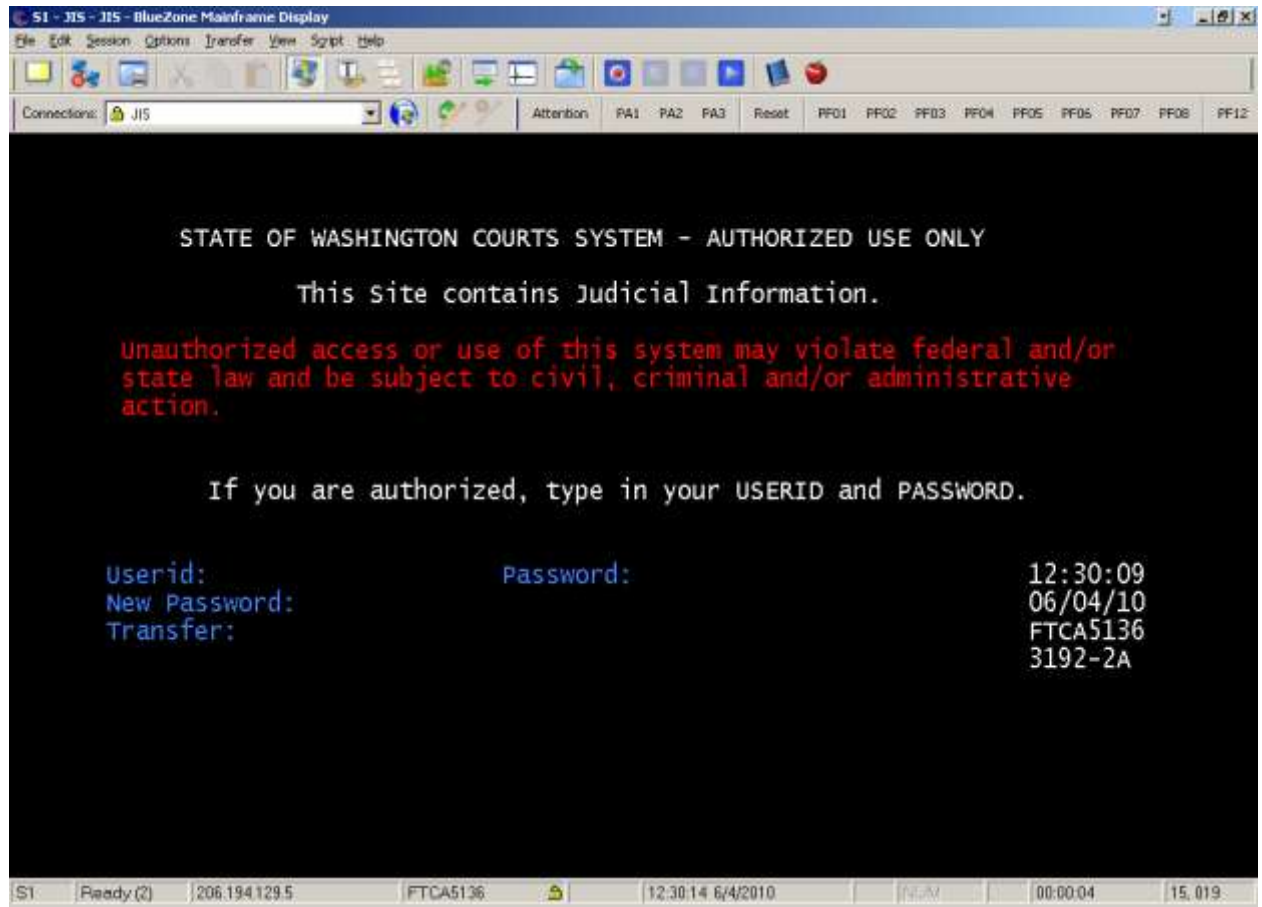 S1 - JIS - JIS - BlueZone Mainframe Display
File Edit Session Options Transfer View Script Help
Connections: JIS Attention PA1 PA2 PA3 Reset PF01 PF02 PF03 PF04 PF05 PF06 PF07 PF08 PF12
STATE OF WASHINGTON COURTS SYSTEM - AUTHORIZED USE ONLY
This Site contains Judicial Information.
Unauthorized access or use of this system may violate federal and/or
state law and be subject to civil, criminal and/or administrative
action.
If you are authorized, type in your USERID and PASSWORD.
Userid: Password: 12:30:09
New Password: 06/04/10
Transfer: FTCA5136
3192-2A
S1 Ready (2) 206.194.129.5 FTCA5136 12:30:14 6/4/2010 NUM 00:00:04 15, 019